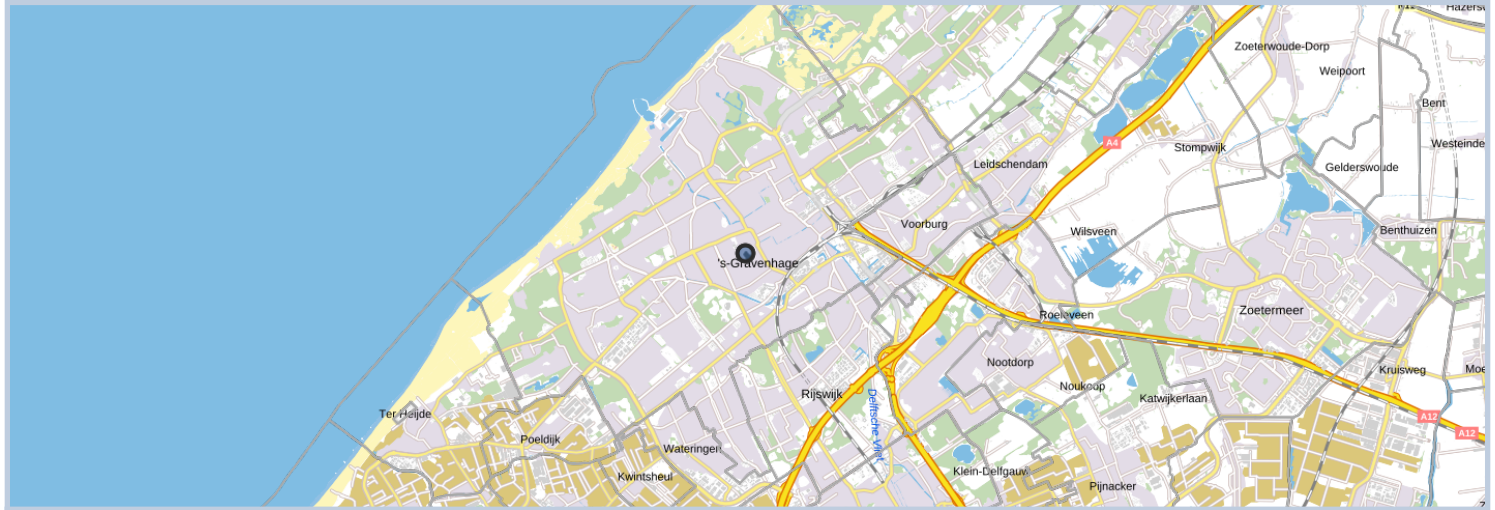 Zoeterwoude-Dorp
Weipoort
Bent
A4
Westeinde
Stompwijk
Leidschendam
Gelderswoude
Voorburg
Wilsveen
Benthuizen
's-Gravenhage
Roeleveen
Zoetermeer
Nootdorp
Kruisweg
Noukoop
Rijswijk
Katwijkerlaan
Delftsche Vliet
Ter Heijde
A12
A12
Poeldijk
Wateringen
Kwintsheul
Klein-Delfgauw
Pijnacker